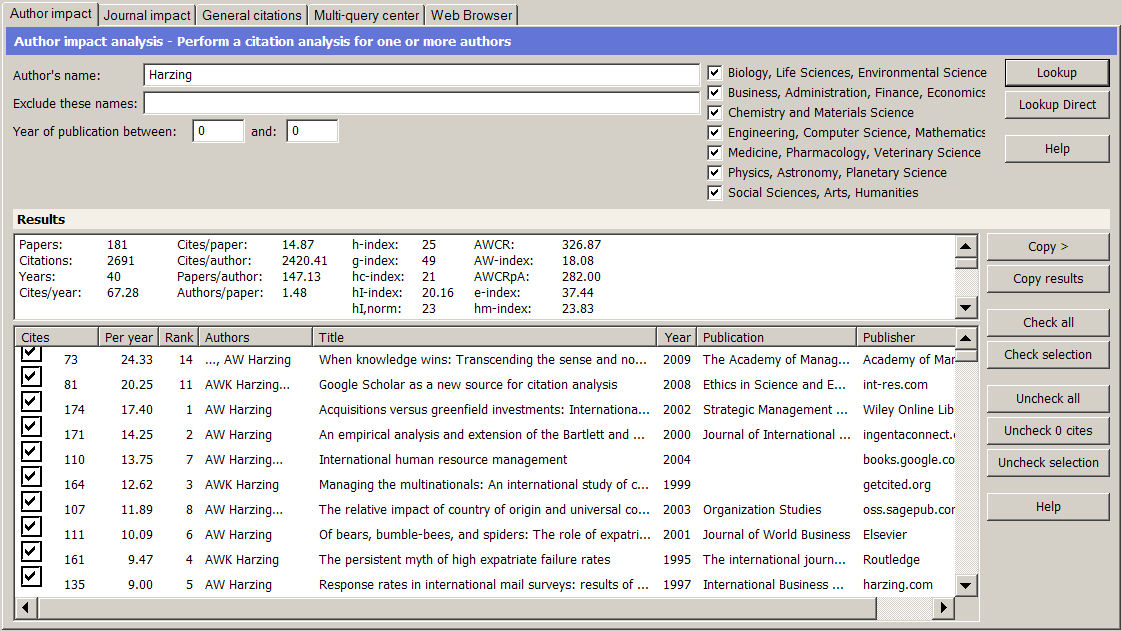 Author impact Journal impact General citations Multi-query center Web Browser
Author impact analysis - Perform a citation analysis for one or more authors
Author's name: Harzing
Exclude these names:
Year of publication between: 0 and: 0
Biology, Life Sciences, Environmental Science
Business, Administration, Finance, Economics
Chemistry and Materials Science
Engineering, Computer Science, Mathematics
Medicine, Pharmacology, Veterinary Science
Physics, Astronomy, Planetary Science
Social Sciences, Arts, Humanities
Lookup
Lookup Direct
Help
Results
Papers: 181 Cites/paper: 14.87 h-index: 25 AWCR: 326.87
Citations: 2691 Cites/author: 2420.41 g-index: 49 AW-index: 18.08
Years: 40 Papers/author: 147.13 hc-index: 21 AWCRpA: 282.00
Cites/year: 67.28 Authors/paper: 1.48 hI-index: 20.16 e-index: 37.44
hI,norm: 23 hm-index: 23.83
Copy >
Copy results
Cites Per year Rank Authors Title Year Publication Publisher
73 24.33 14 ..., AW Harzing When knowledge wins: Transcending the sense and no... 2009 The Academy of Manag... Academy of Mar
81 20.25 11 AWK Harzing... Google Scholar as a new source for citation analysis 2008 Ethics in Science and E... int-res.com
174 17.40 1 AW Harzing Acquisitions versus greenfield investments: Internationa... 2002 Strategic Management ... Wiley Online Lib
171 14.25 2 AW Harzing An empirical analysis and extension of the Bartlett and ... 2000 Journal of International ... ingentaconnect.c
110 13.75 7 AW Harzing... International human resource management 2004 books.google.co
164 12.62 3 AWK Harzing Managing the multinationals: An international study of c... 1999 getcited.org
107 11.89 8 AW Harzing... The relative impact of country of origin and universal co... 2003 Organization Studies oss.sagepub.com
111 10.09 6 AW Harzing Of bears, bumble-bees, and spiders: The role of expatri... 2001 Journal of World Business Elsevier
161 9.47 4 AWK Harzing The persistent myth of high expatriate failure rates 1995 The international journ... Routledge
135 9.00 5 AW Harzing Response rates in international mail surveys: results of ... 1997 International Business ... harzing.com
Check all
Check selection
Uncheck all
Uncheck 0 cites
Uncheck selection
Help